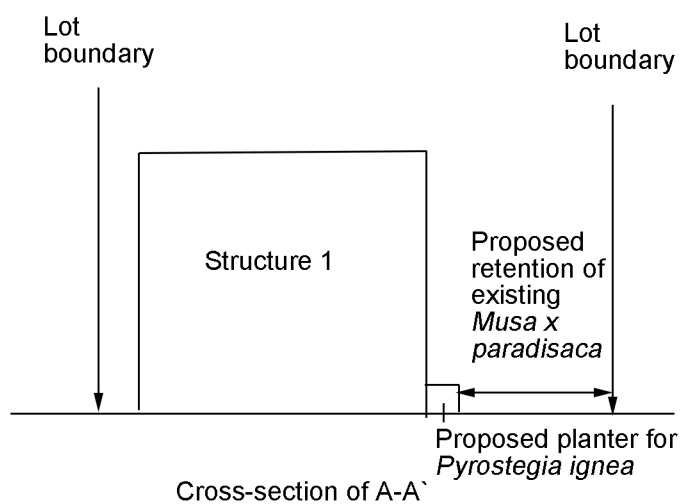 Lot
boundary
Lot
boundary
Structure 1
Proposed
retention of
existing
Musa x
paradisaca
Proposed planter for
Pyrostegia ignea
Cross-section of A-A`